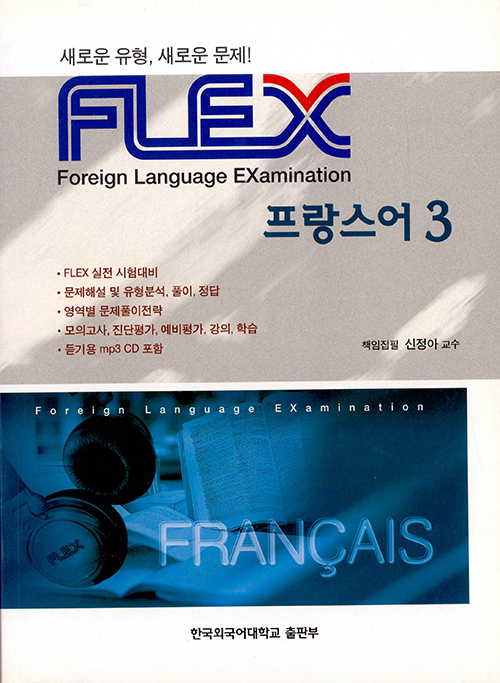 새로운 유형, 새로운 문제!
FLEX
Foreign Language EXamination
프랑스어 3
• FLEX 실전 시험대비
• 문제해설 및 유형분석, 풀이, 정답
• 영역별 문제풀이전략
• 모의고사, 진단평가, 예비평가, 강의, 학습
• 듣기용 mp3 CD 포함
책임집필 신정아 교수
Foreign Language EXamination
FLEX
FRANÇAIS
한국외국어대학교 출판부